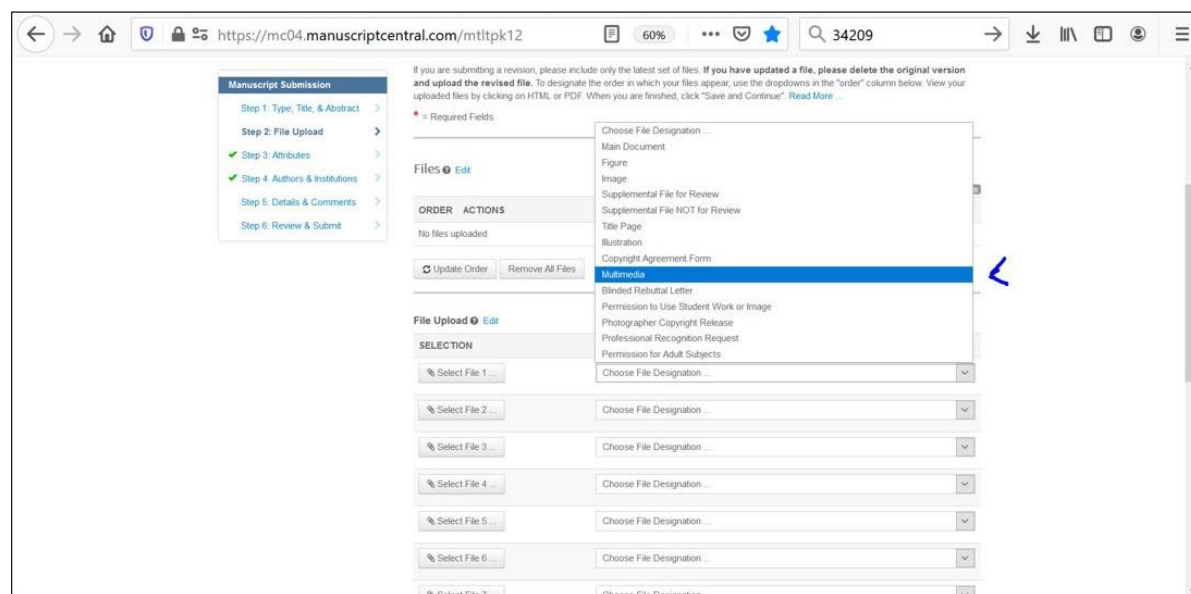 https://mc04.manuscriptcentral.com/mtltpk12
60%
34209
If you are submitting a revision, please include only the latest set of files. If you have updated a file, please delete the original version
and upload the revised file. To designate the order in which your files appear, use the dropdowns in the "order" column below. View your
uploaded files by clicking on HTML or PDF. When you are finished, click "Save and Continue". Read More ...
* = Required Fields
Manuscript Submission
Step 1: Type, Title, & Abstract
Step 2: File Upload
Step 3: Attributes
Step 4: Authors & Institutions
Step 5: Details & Comments
Step 6: Review & Submit
Files Edit
ORDER ACTIONS
No files uploaded.
Update Order Remove All Files
Choose File Designation ...
Main Document
Figure
Image
Supplemental File for Review
Supplemental File NOT for Review
Title Page
Illustration
Copyright Agreement Form
Multimedia
Blinded Rebuttal Letter
Permission to Use Student Work or Image
Photographer Copyright Release
Professional Recognition Request
Permission for Adult Subjects
File Upload Edit
SELECTION
Select File 1 ... Choose File Designation ...
Select File 2 ... Choose File Designation ...
Select File 3 ... Choose File Designation ...
Select File 4 ... Choose File Designation ...
Select File 5 ... Choose File Designation ...
Select File 6 ... Choose File Designation ...